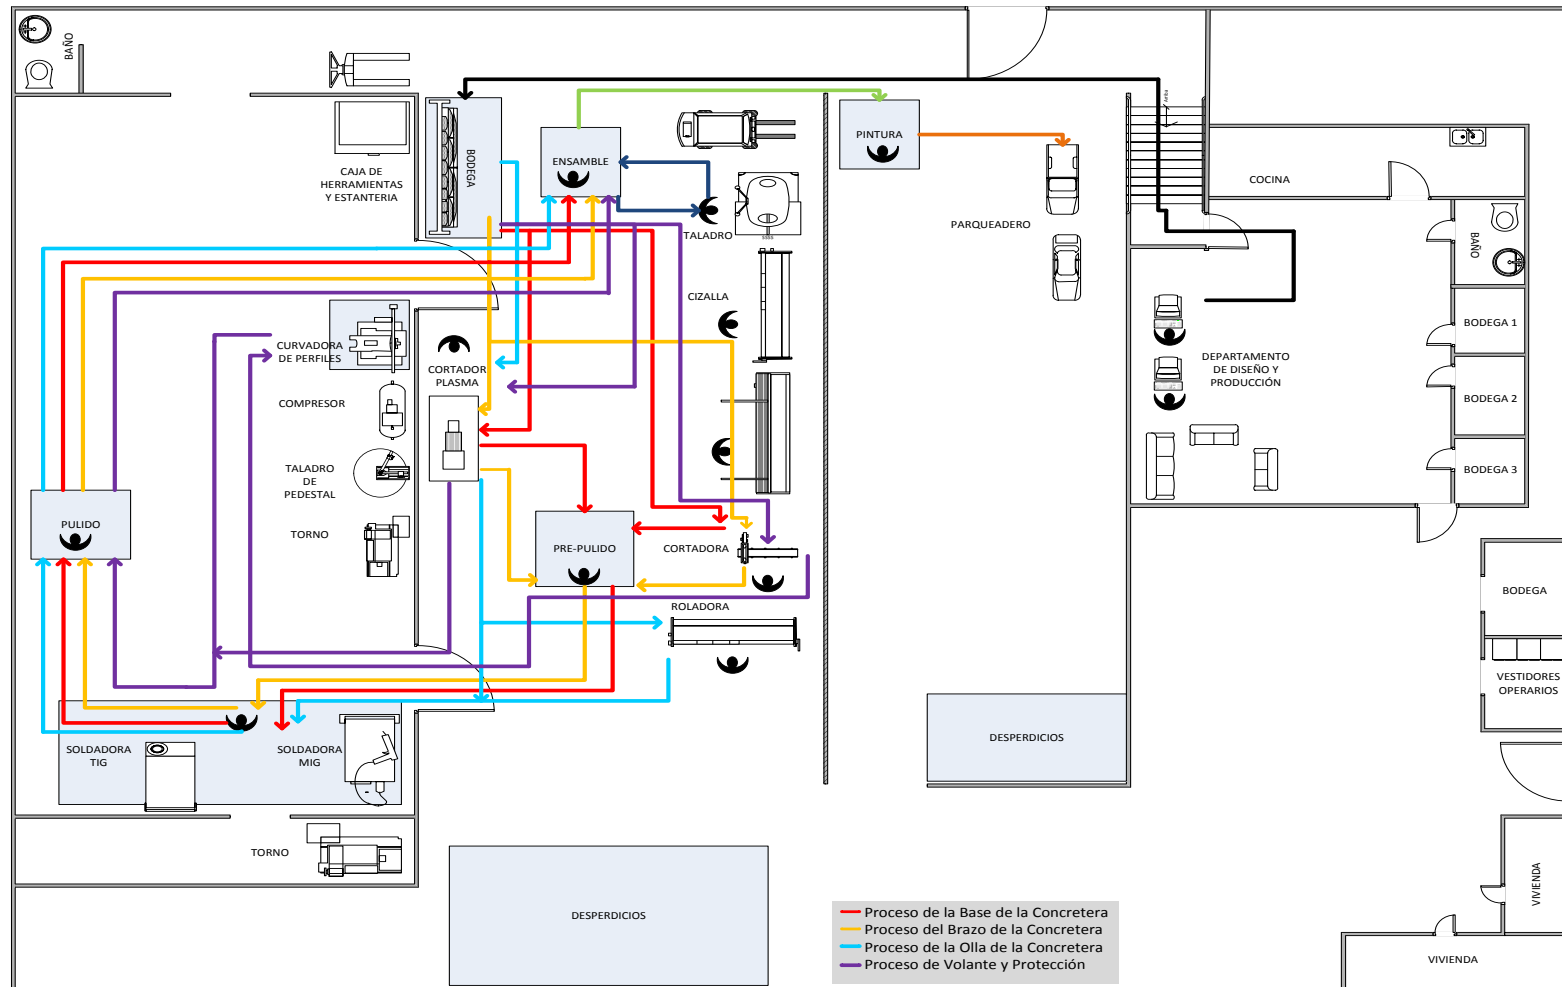 BAÑO
CAJA DE
HERRAMIENTAS
Y ESTANTERIA
BODEGA
ENSAMBLE
TALADRO
PINTURA
PARQUEADERO
Arriba
COCINA
BAÑO
BODEGA 1
BODEGA 2
BODEGA 3
DEPARTAMENTO
DE DISEÑO Y
PRODUCCIÓN
CIZALLA
CURVADORA
DE PERFILES
CORTADOR
PLASMA
COMPRESOR
TALADRO
DE
PEDESTAL
TORNO
PULIDO
PRE-PULIDO
CORTADORA
ROLADORA
SOLDADORA
TIG
SOLDADORA
MIG
TORNO
DESPERDICIOS
DESPERDICIOS
BODEGA
VESTIDORES
OPERARIOS
VIVIENDA
VIVIENDA
Proceso de la Base de la Concretera
Proceso del Brazo de la Concretera
Proceso de la Olla de la Concretera
Proceso de Volante y Protección